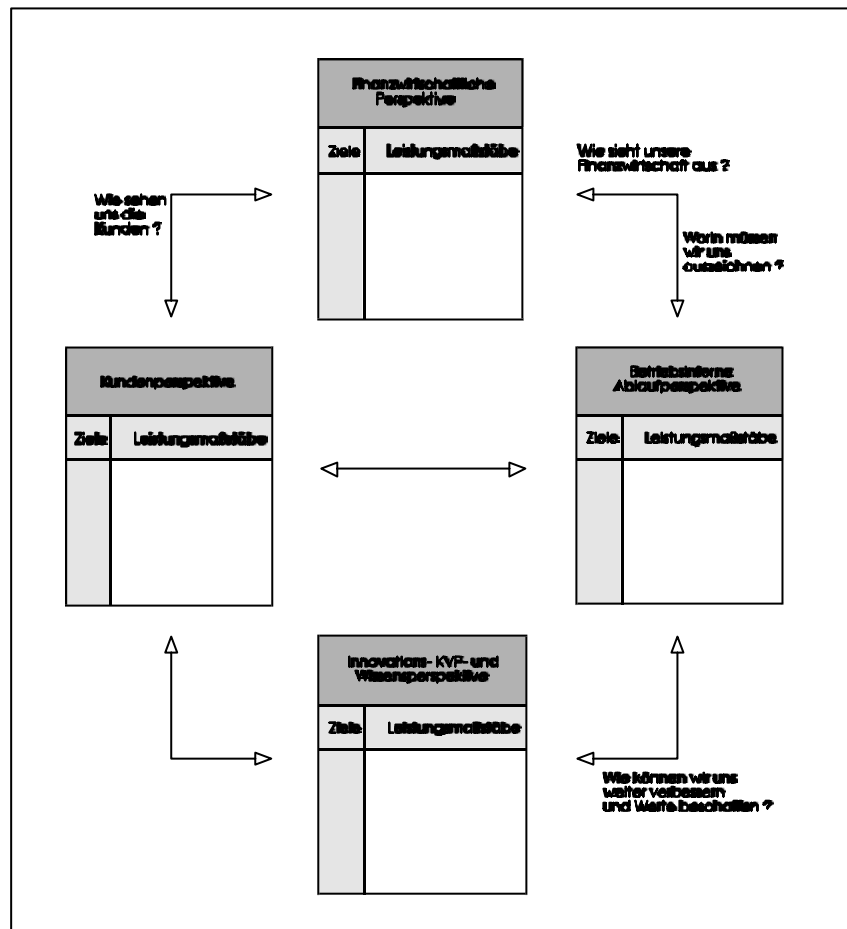 Finanzwirtschaftliche
Perspektive
Ziele Leistungsmaßstäbe
Wie sieht unsere
Finanzwirtschaft aus ?
Wie sehen
uns die
Kunden ?
Worin müssen
wir uns
auszeichnen ?
Kundenperspektive
Ziele Leistungsmaßstäbe
Betriebsinterne
Ablaufperspektive
Ziele Leistungsmaßstäbe
Innovations- KVP- und
Wissensperspektive
Ziele Leistungsmaßstäbe
Wie können wir uns
weiter verbessern
und Werte beschaffen ?